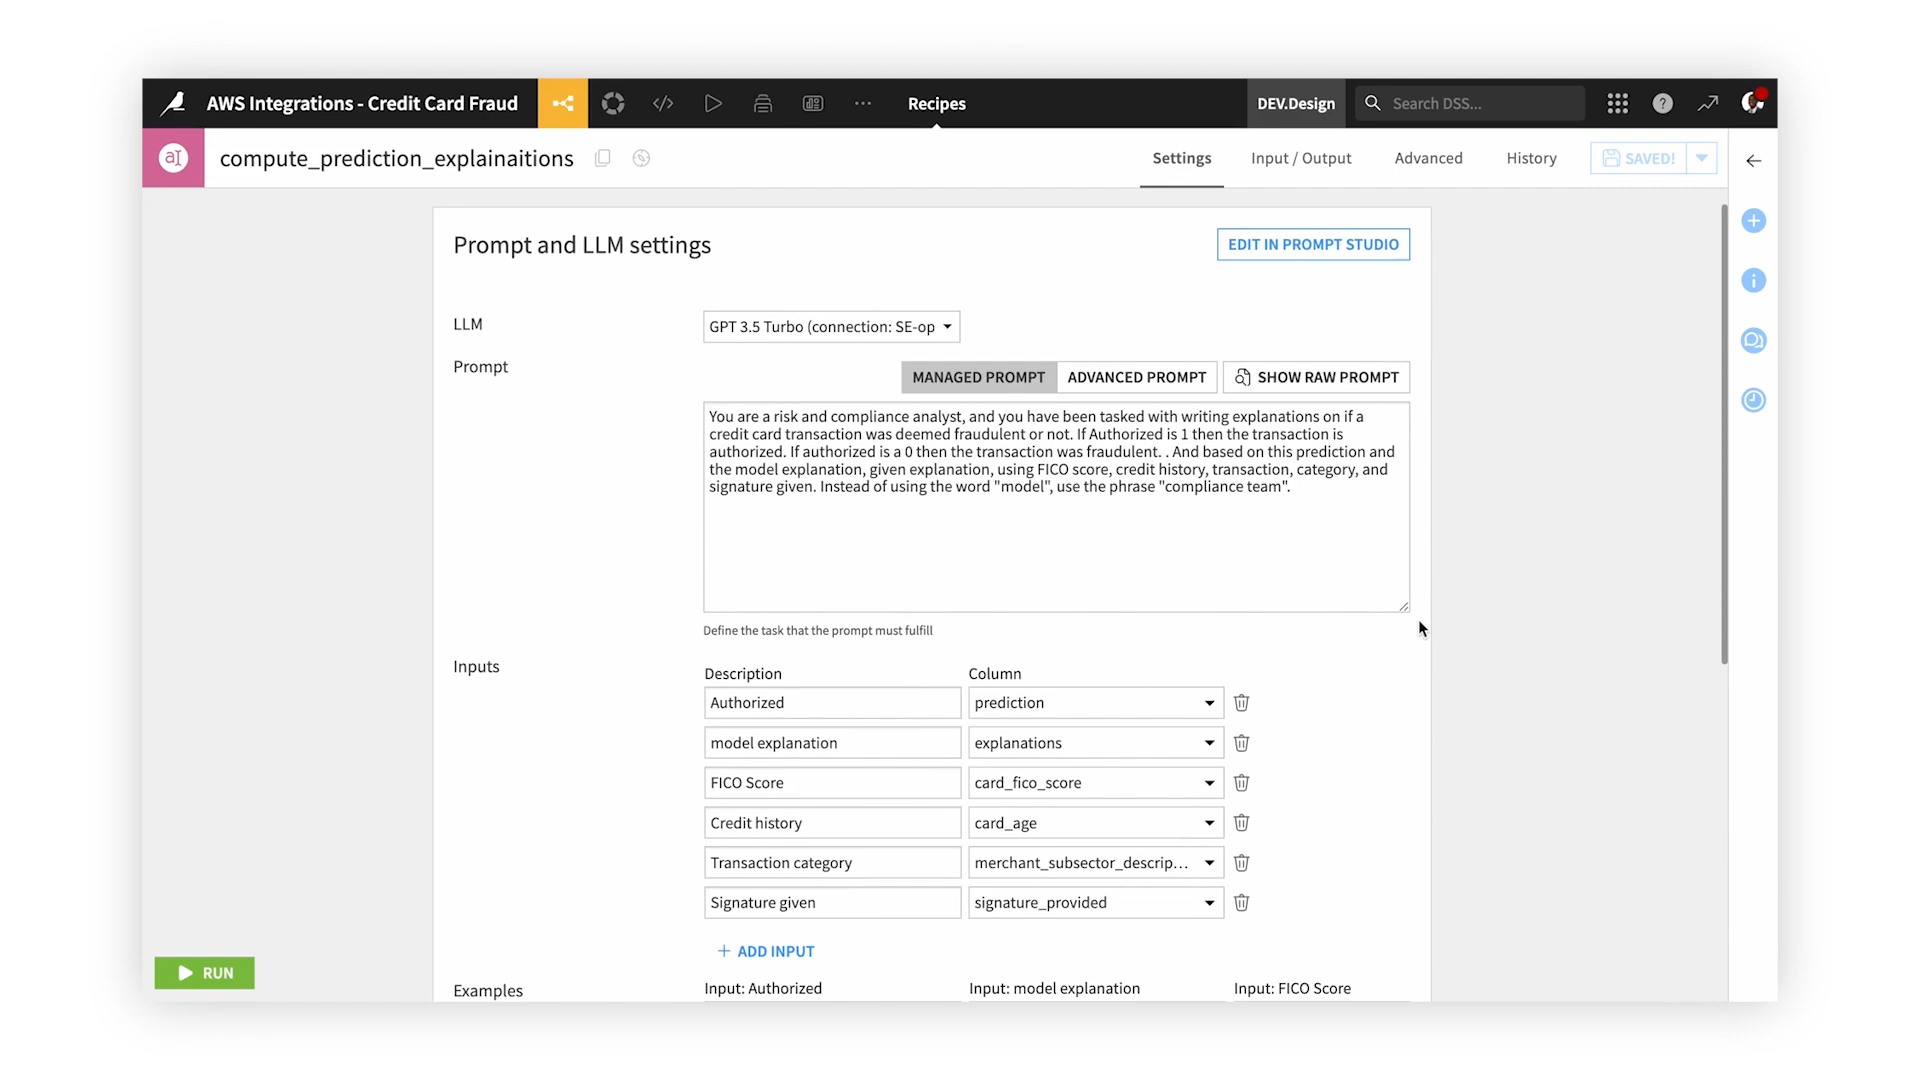 AWS Integrations - Credit Card Fraud
Recipes
DEV.Design
Search DSS...
aI
compute_prediction_explainaitions
Settings
Input / Output
Advanced
History
SAVED!
Prompt and LLM settings
EDIT IN PROMPT STUDIO
LLM
GPT 3.5 Turbo (connection: SE-op
Prompt
MANAGED PROMPT
ADVANCED PROMPT
SHOW RAW PROMPT
You are a risk and compliance analyst, and you have been tasked with writing explanations on if a
credit card transaction was deemed fraudulent or not. If Authorized is 1 then the transaction is
authorized. If authorized is a 0 then the transaction was fraudulent. . And based on this prediction and
the model explanation, given explanation, using FICO score, credit history, transaction, category, and
signature given. Instead of using the word "model", use the phrase "compliance team".
Define the task that the prompt must fulfill
Inputs
Description
Column
Authorized
prediction
model explanation
explanations
FICO Score
card_fico_score
Credit history
card_age
Transaction category
merchant_subsector_descrip...
Signature given
signature_provided
+ ADD INPUT
RUN
Examples
Input: Authorized
Input: model explanation
Input: FICO Score